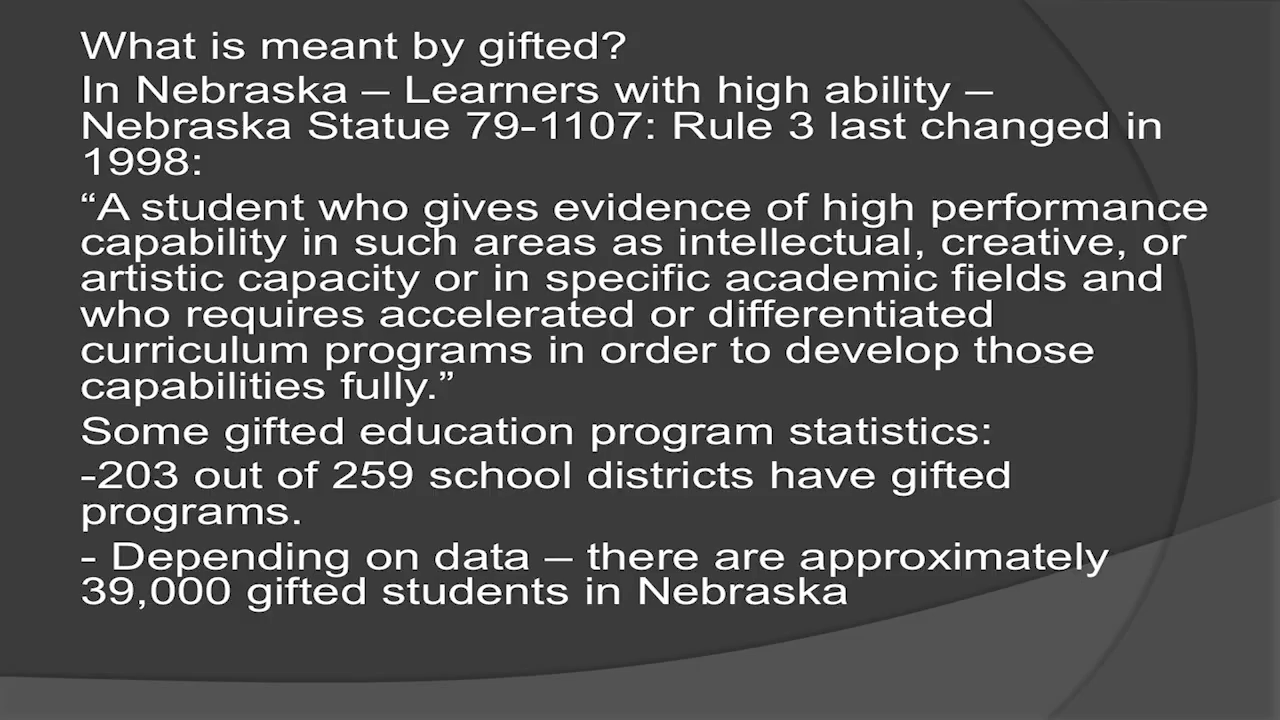 What is meant by gifted?
In Nebraska – Learners with high ability –
Nebraska Statue 79-1107: Rule 3 last changed in
1998:
“A student who gives evidence of high performance
capability in such areas as intellectual, creative, or
artistic capacity or in specific academic fields and
who requires accelerated or differentiated
curriculum programs in order to develop those
capabilities fully.”
Some gifted education program statistics:
-203 out of 259 school districts have gifted
programs.
- Depending on data – there are approximately
39,000 gifted students in Nebraska